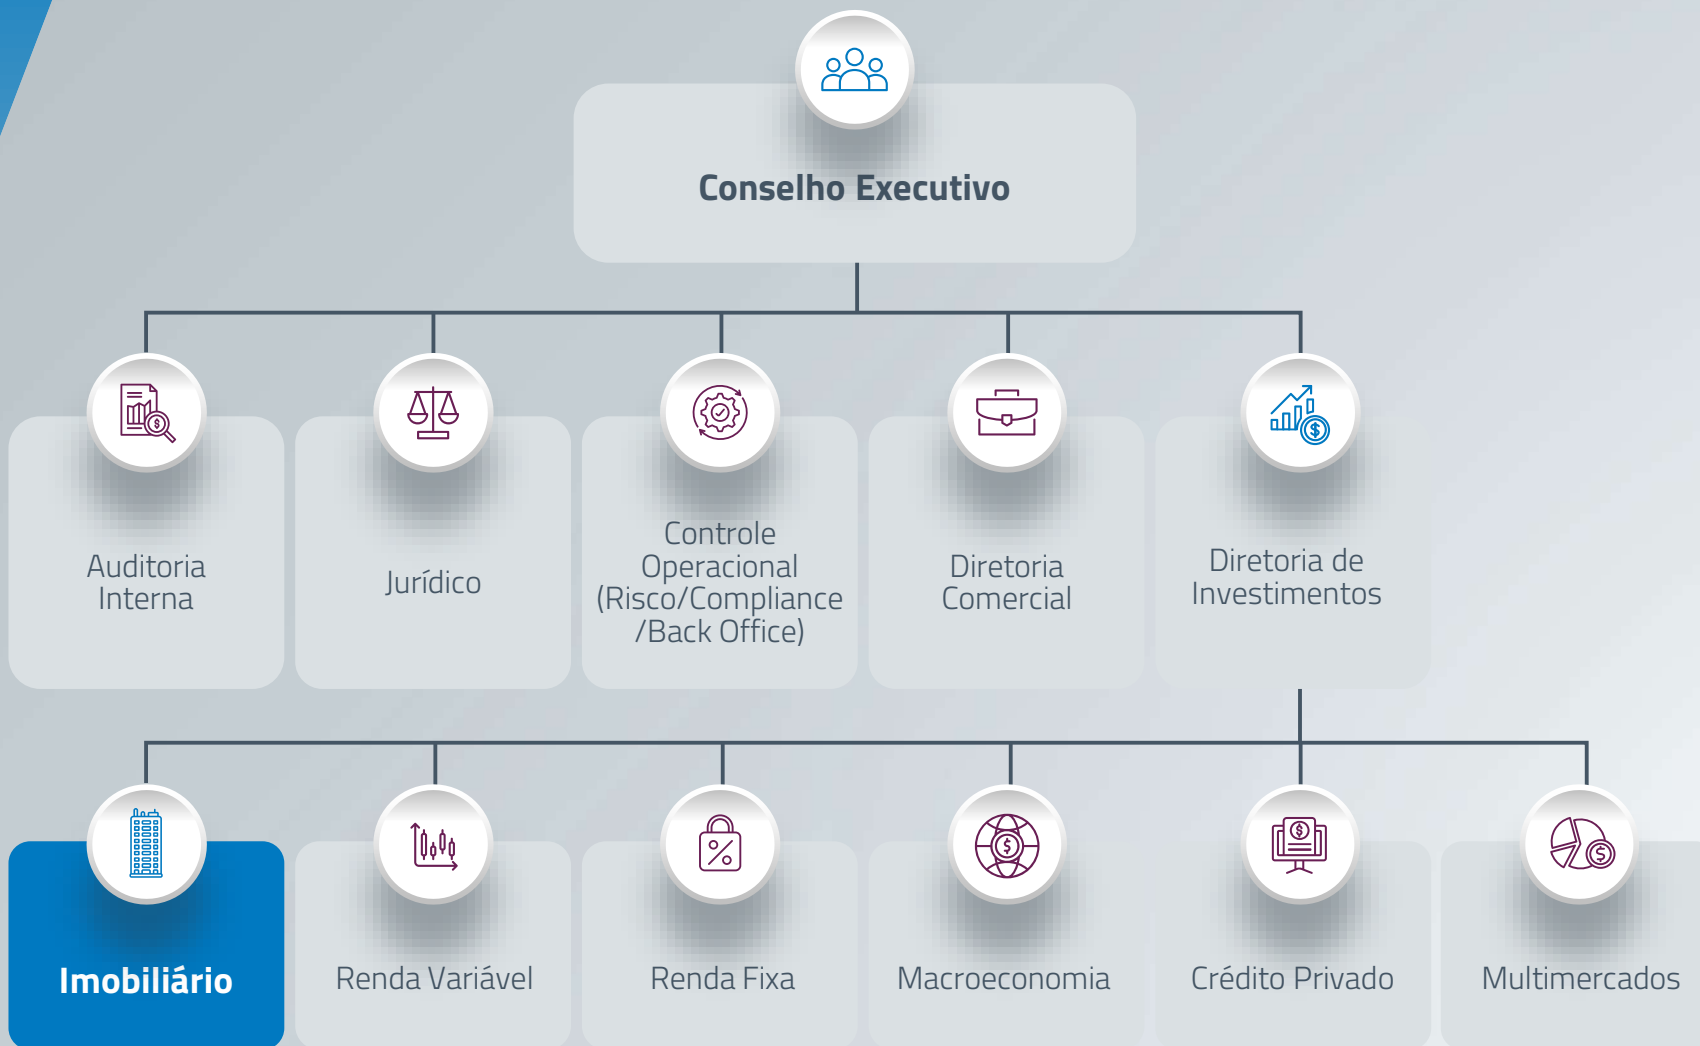 Conselho Executivo
Auditoria
Interna
Jurídico
Controle
Operacional
(Risco/Compliance
/Back Office)
Diretoria
Comercial
Diretoria de
Investimentos
Imobiliário
Renda Variável
Renda Fixa
Macroeconomia
Crédito Privado
Multimercados